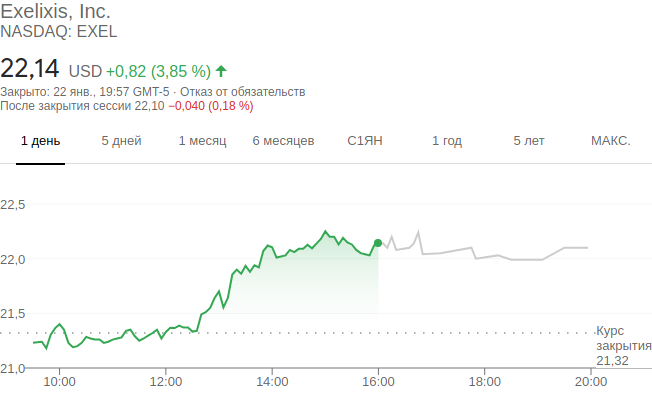 Exelixis, Inc.
NASDAQ: EXEL
22,14 USD +0,82 (3,85 %)
Закрыто: 22 янв., 19:57 GMT-5 · Отказ от обязательств
После закрытия сессии 22,10 −0,040 (0,18 %)
1 день 5 дней 1 месяц 6 месяцев С1ЯН 1 год 5 лет МАКС.
22,5
22,0
21,5
21,0
Курс
закрытия
21,32
10:00 12:00 14:00 16:00 18:00 20:00